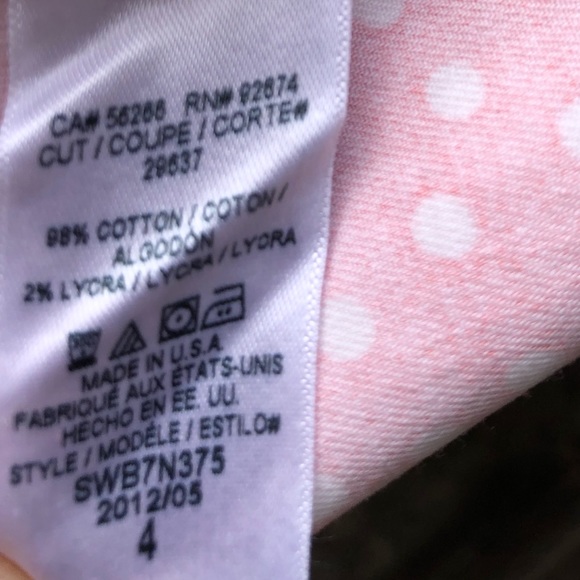 CA# 56266 RN# 92674
CUT / COUPE / CORTE#
29637
98% COTTON / COTON /
ALGODÓN
2% LYCRA / LYCRA / LYCRA
MADE IN U.S.A.
FABRIQUÉ AUX ÉTATS-UNIS
HECHO EN EE. UU.
STYLE / MODÉLE / ESTILO#
SWB7N375
2012/05
4